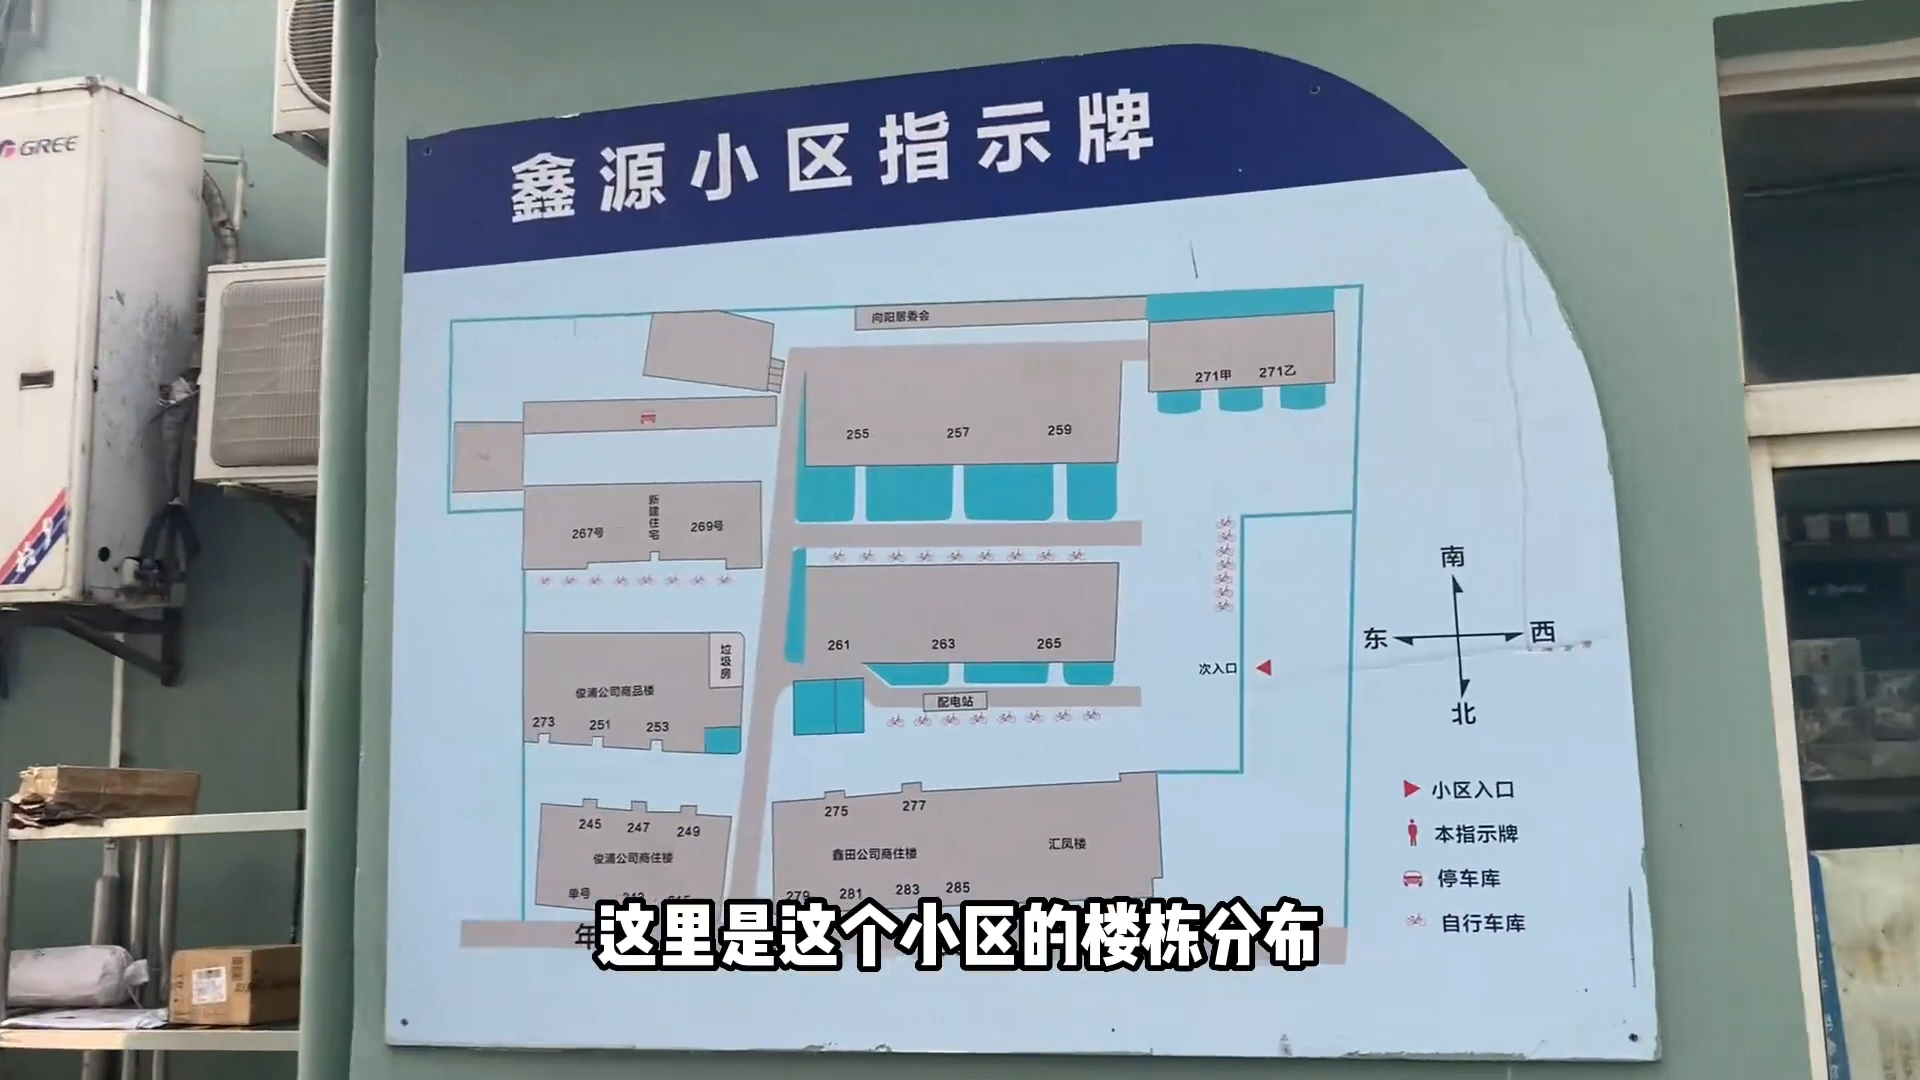 GREE
鑫源小区指示牌
向阳居委会
271甲 271乙
255 257 259
267号 新建住宅 269号
261 263 265
垃圾房
俊浦公司商品楼
273 251 253
配电站
次入口
南
东 西
北
245 247 249
俊浦公司商住楼
单号
275 277
鑫田公司商住楼 汇凤楼
279 281 283 285
小区入口
本指示牌
停车库
自行车库
年
这里是这个小区的楼栋分布